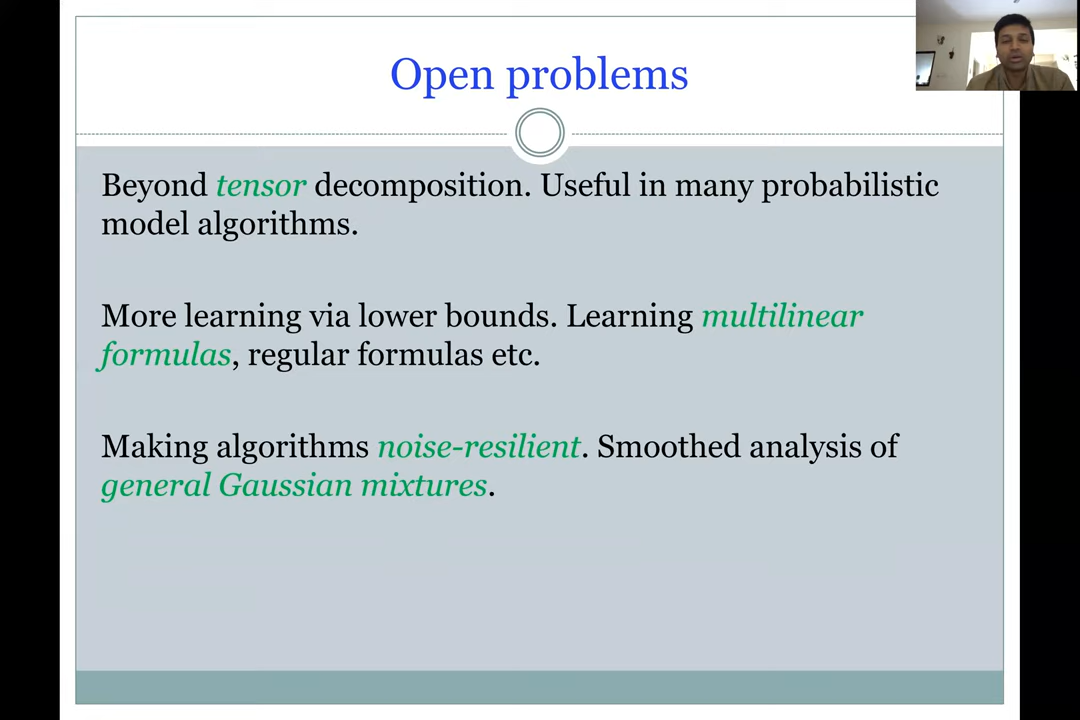 Open problems
Beyond tensor decomposition. Useful in many probabilistic
model algorithms.
More learning via lower bounds. Learning multilinear
formulas, regular formulas etc.
Making algorithms noise-resilient. Smoothed analysis of
general Gaussian mixtures.